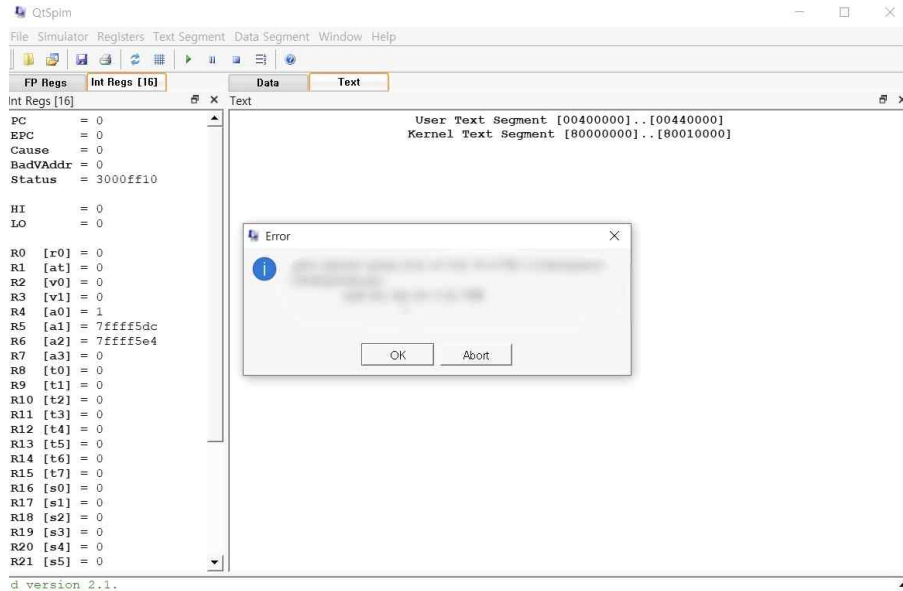 QtSpim
File Simulator Registers Text Segment Data Segment Window Help
FP Regs Int Regs [16] Data Text
Int Regs [16] Text
User Text Segment [00400000]..[00440000]
Kernel Text Segment [80000000]..[80010000]
PC = 0
EPC = 0
Cause = 0
BadVAddr = 0
Status = 3000ff10
HI = 0
LO = 0
R0 [r0] = 0
R1 [at] = 0
R2 [v0] = 0
R3 [v1] = 0
R4 [a0] = 1
R5 [a1] = 7ffff5dc
R6 [a2] = 7ffff5e4
R7 [a3] = 0
R8 [t0] = 0
R9 [t1] = 0
R10 [t2] = 0
R11 [t3] = 0
R12 [t4] = 0
R13 [t5] = 0
R14 [t6] = 0
R15 [t7] = 0
R16 [s0] = 0
R17 [s1] = 0
R18 [s2] = 0
R19 [s3] = 0
R20 [s4] = 0
R21 [s5] = 0
Error
OK Abort
d version 2.1.